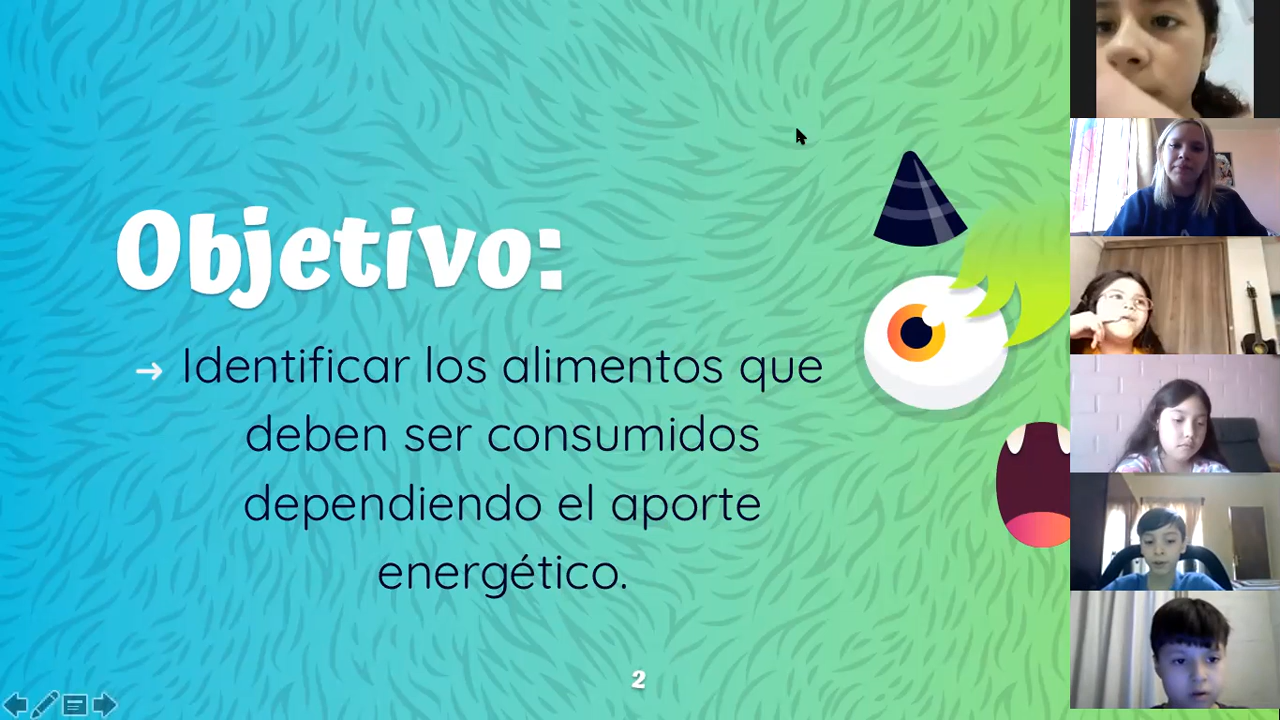 Objetivo:
→ Identificar los alimentos que
deben ser consumidos
dependiendo el aporte
energético.
2